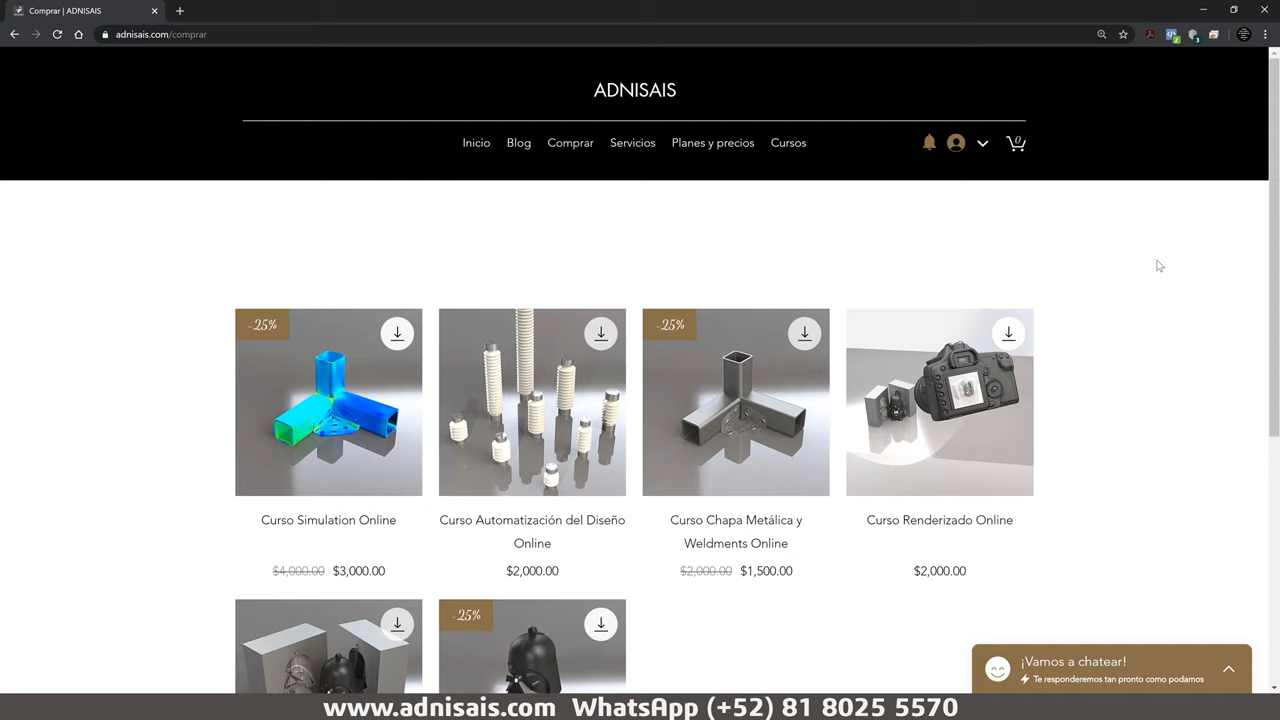 Comprar | ADNISAIS
adnisais.com/comprar
ADNISAIS
Inicio Blog Comprar Servicios Planes y precios Cursos
0
-25%
-25%
Curso Simulation Online
$4,000.00 $3,000.00
Curso Automatización del Diseño
Online
$2,000.00
Curso Chapa Metálica y
Weldments Online
$2,000.00 $1,500.00
Curso Renderizado Online
$2,000.00
-25%
¡Vamos a chatear!
Te responderemos tan pronto como podamos
www.adnisais.com WhatsApp (+52) 81 8025 5570